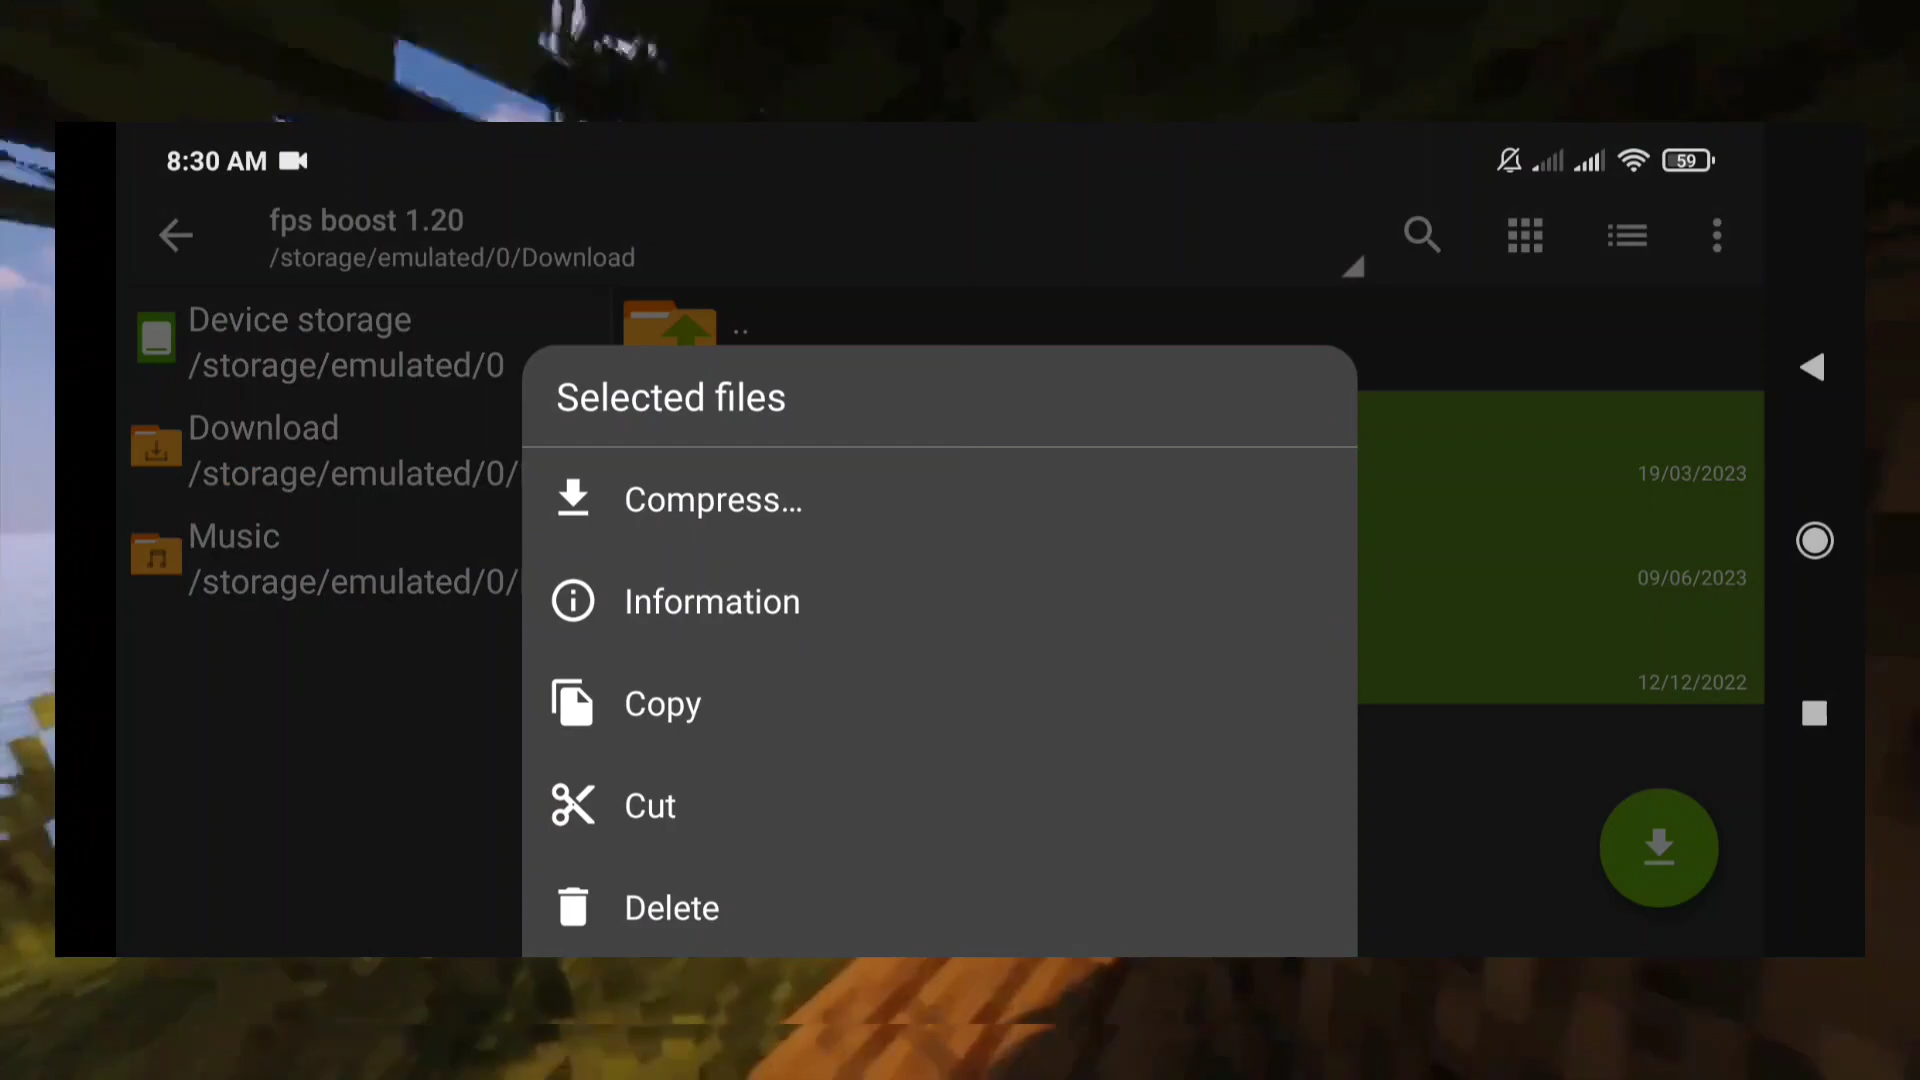 8:30 AM
59
fps boost 1.20
/storage/emulated/0/Download
Device storage
/storage/emulated/0
Download
/storage/emulated/0/
Music
/storage/emulated/0/
..
Selected files
Compress...
Information
Copy
Cut
Delete
19/03/2023
09/06/2023
12/12/2022